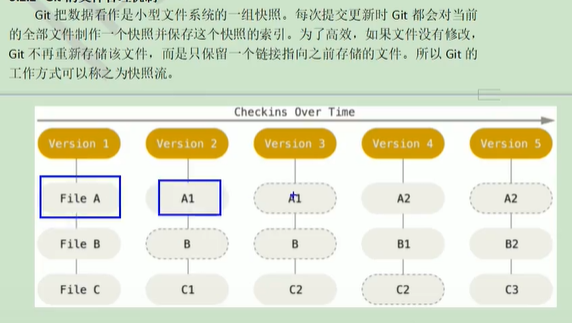 Git 把数据看作是小型文件系统的一组快照。每次提交更新时 Git 都会对当前
的全部文件制作一个快照并保存这个快照的索引。为了高效，如果文件没有修改，
Git 不再重新存储该文件，而是只保留一个链接指向之前存储的文件。所以 Git 的
工作方式可以称之为快照流。
Checkins Over Time
Version 1 Version 2 Version 3 Version 4 Version 5
File A A1 A1 A2 A2
File B B B B1 B2
File C C1 C2 C2 C3